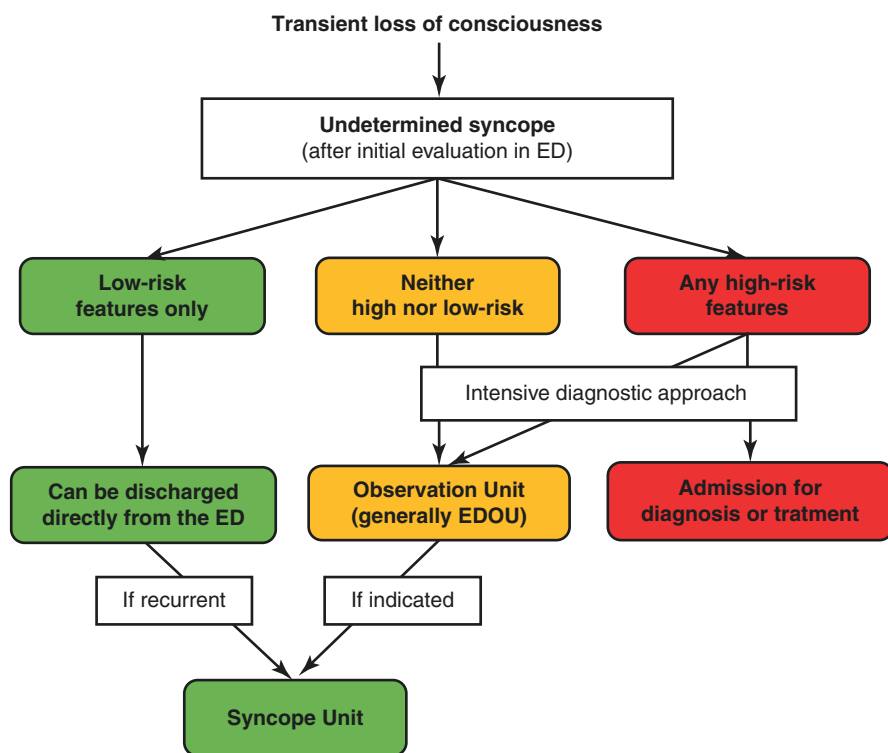 Transient loss of consciousness
Undetermined syncope
(after initial evaluation in ED)
Low-risk
features only
Neither
high nor low-risk
Any high-risk
features
Intensive diagnostic approach
Can be discharged
directly from the ED
Observation Unit
(generally EDOU)
Admission for
diagnosis or tratment
If recurrent
If indicated
Syncope Unit